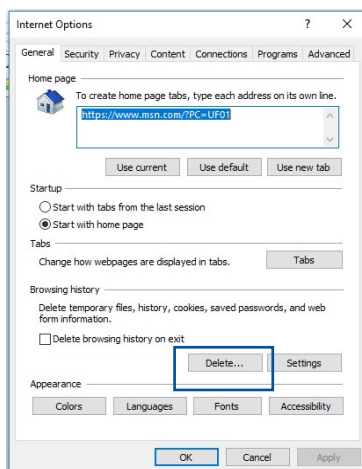 Internet Options ? X
General Security Privacy Content Connections Programs Advanced
Home page
To create home page tabs, type each address on its own line.
https://www.msn.com/?PC=UF01
Use current Use default Use new tab
Startup
Start with tabs from the last session
Start with home page
Tabs
Change how webpages are displayed in tabs. Tabs
Browsing history
Delete temporary files, history, cookies, saved passwords, and web
form information.
Delete browsing history on exit
Delete... Settings
Appearance
Colors Languages Fonts Accessibility
OK Cancel Apply